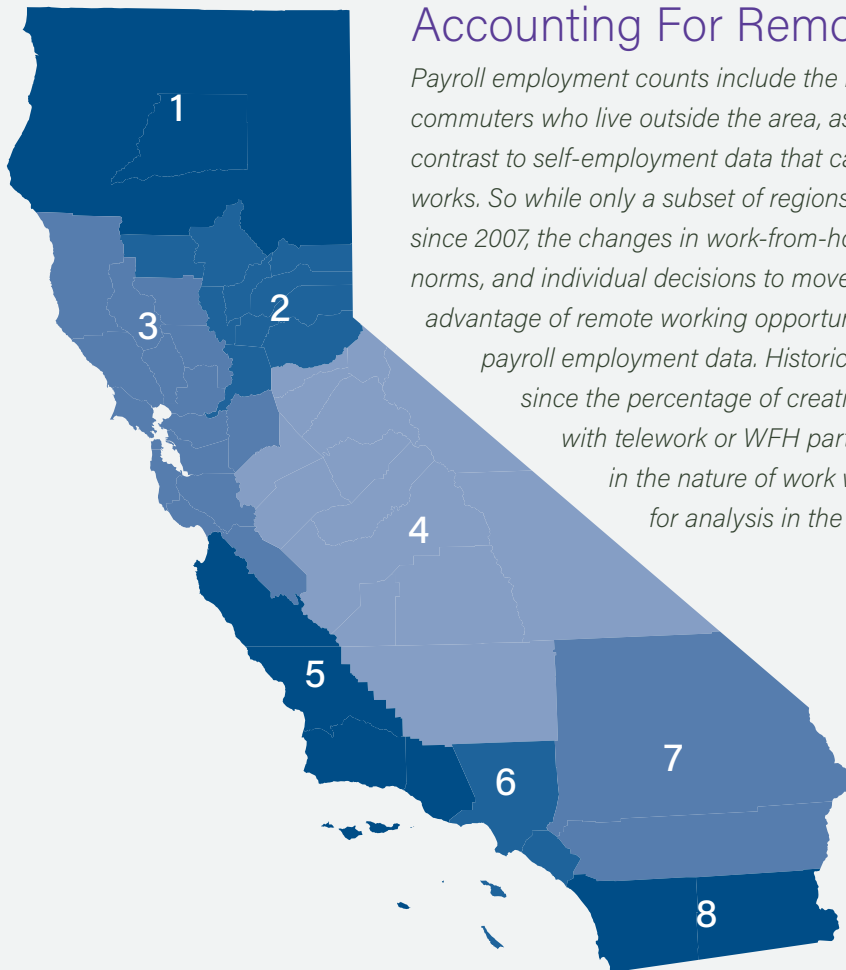 Accounting For Remo
Payroll employment counts include the
commuters who live outside the area, as
contrast to self-employment data that ca
works. So while only a subset of regions
since 2007, the changes in work-from-ho
norms, and individual decisions to move
advantage of remote working opportun
payroll employment data. Historic
since the percentage of creati
with telework or WFH part
in the nature of work v
for analysis in the
1
2
3
4
5
6
7
8